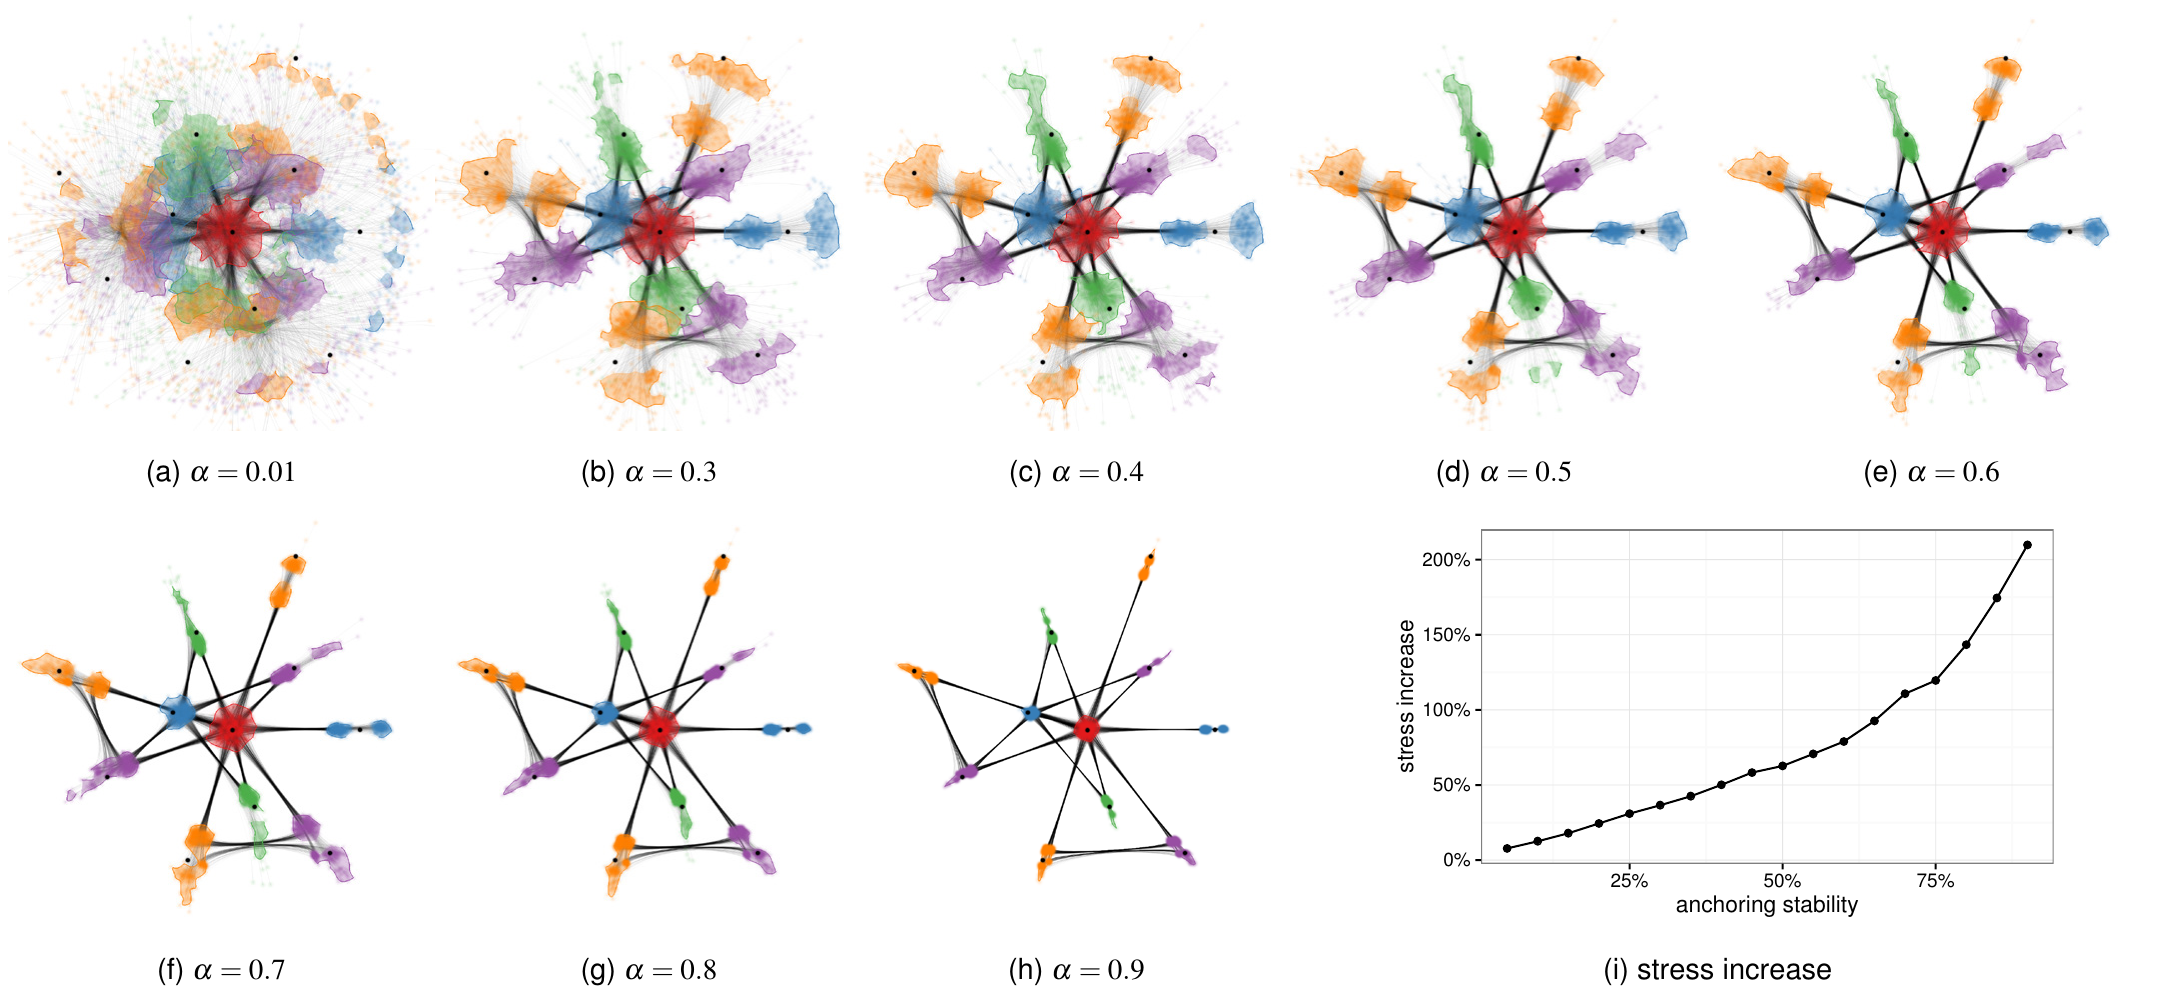 (a) α = 0.01
(b) α = 0.3
(c) α = 0.4
(d) α = 0.5
(e) α = 0.6
200%
150%
100%
50%
0%
stress increase
25% 50% 75%
anchoring stability
(f) α = 0.7
(g) α = 0.8
(h) α = 0.9
(i) stress increase